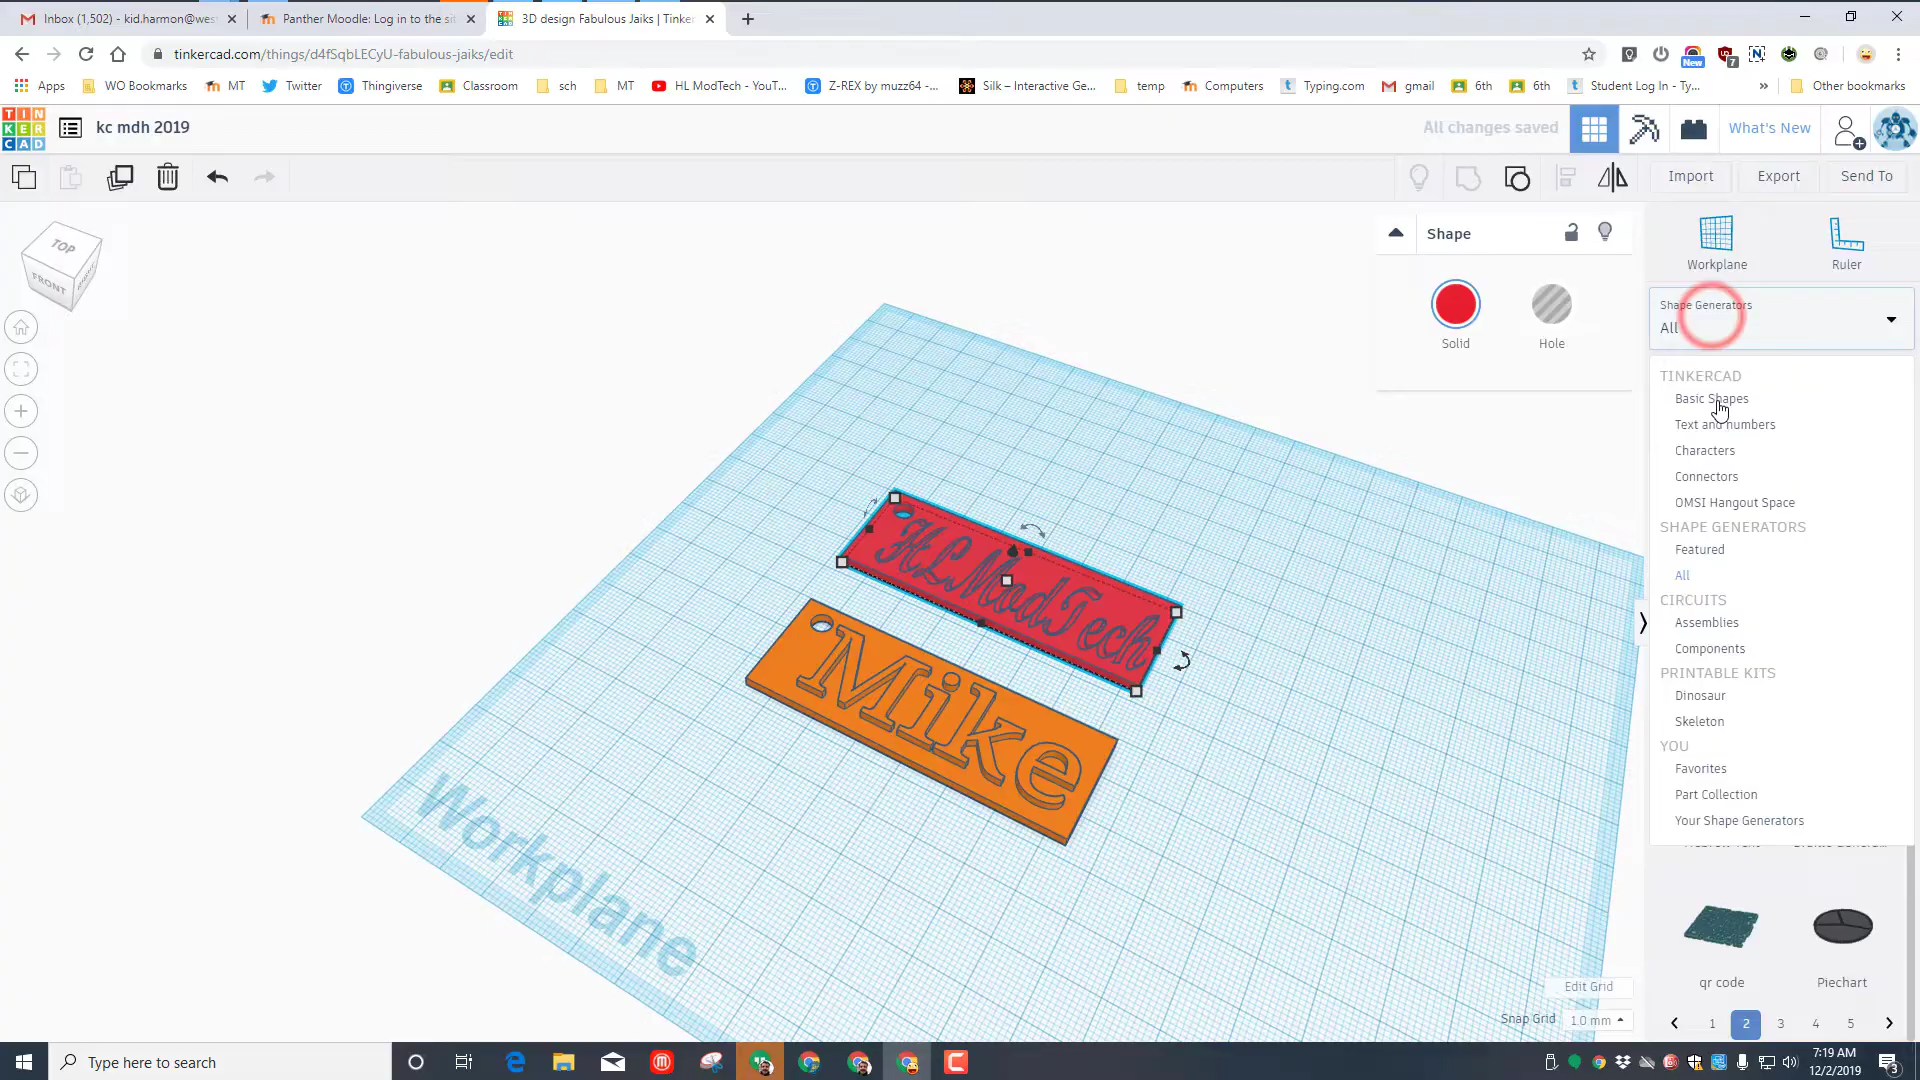 Inbox (1,502) - kid.harmon@wes
Panther Moodle: Log in to the sit
3D design Fabulous Jaiks | Tinker
tinkercad.com/things/d4fSqbLECyU-fabulous-jaiks/edit
New
7
Apps
WO Bookmarks
MT
Twitter
Thingiverse
Classroom
sch
MT
HL ModTech - YouT...
Z-REX by muzz64 -...
Silk – Interactive Ge...
temp
Computers
Typing.com
gmail
6th
6th
Student Log In - Ty...
»
Other bookmarks
TIN
KER
CAD
kc mdh 2019
All changes saved
What's New
Import
Export
Send To
TOP
FRONT
Shape
Solid
Hole
Workplane
Ruler
Shape Generators
All
TINKERCAD
Basic Shapes
Text and numbers
Characters
Connectors
OMSI Hangout Space
SHAPE GENERATORS
Featured
All
CIRCUITS
Assemblies
Components
PRINTABLE KITS
Dinosaur
Skeleton
YOU
Favorites
Part Collection
Your Shape Generators
HLModTech
Mike
Workplane
qr code
Piechart
Edit Grid
Snap Grid
1.0 mm
1
2
3
4
5
Type here to search
7:19 AM
12/2/2019
3